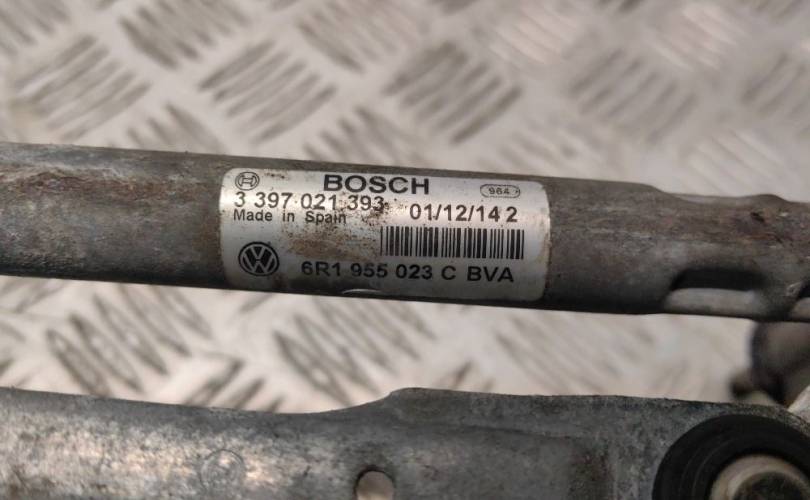 BOSCH
964
3 397 021 393
01/12/14 2
Made in Spain
6R1 955 023 C BVA